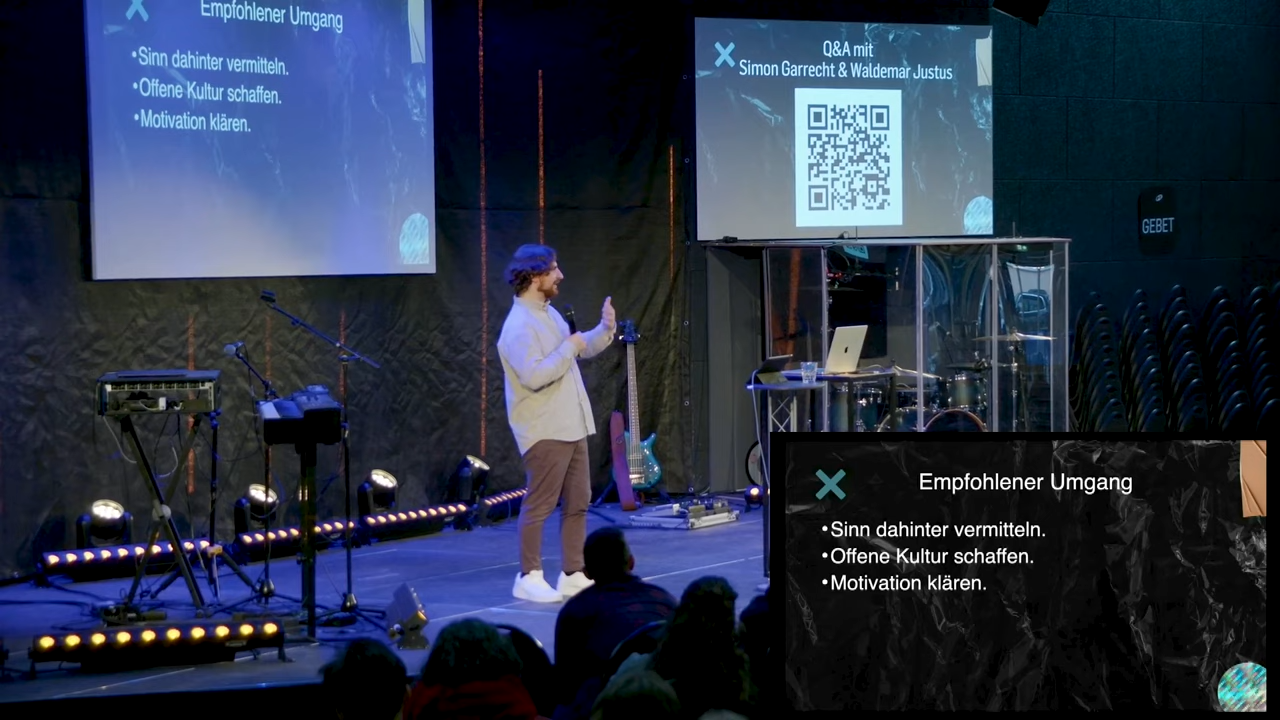 Empfohlener Umgang
•Sinn dahinter vermitteln.
•Offene Kultur schaffen.
•Motivation klären.
Q&A mit
Simon Garrecht & Waldemar Justus
GEBET
Empfohlener Umgang
•Sinn dahinter vermitteln.
•Offene Kultur schaffen.
•Motivation klären.